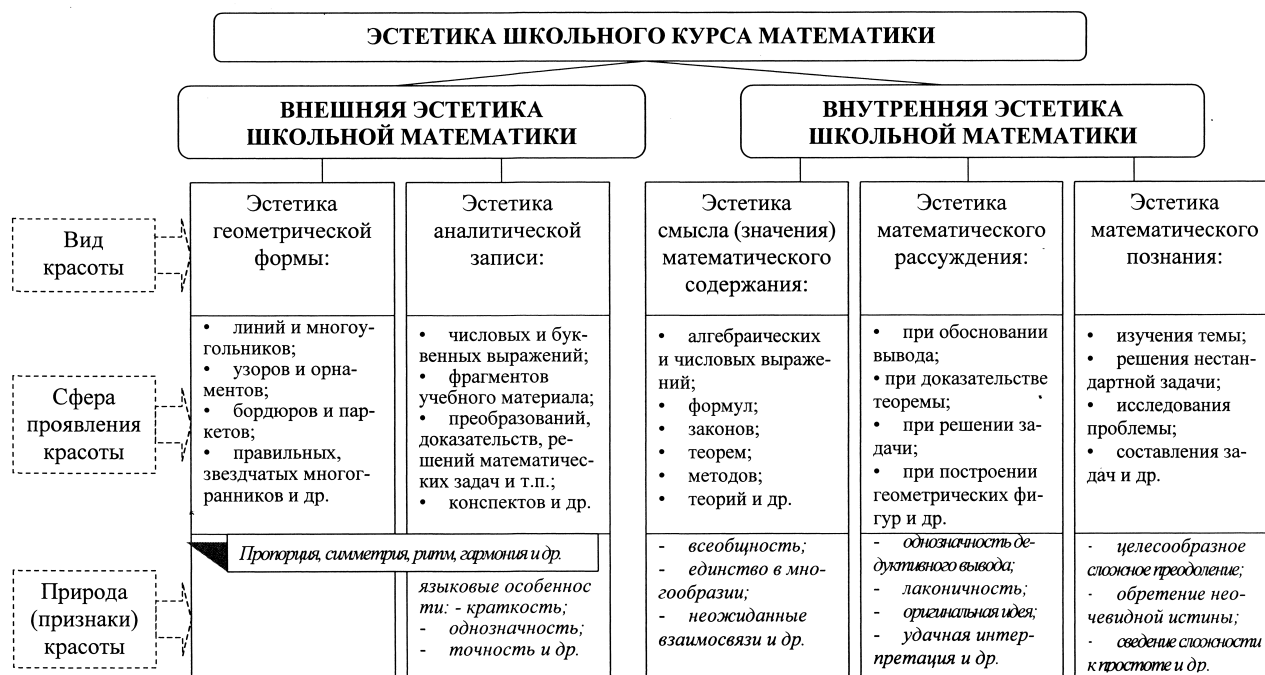 ЭСТЕТИКА ШКОЛЬНОГО КУРСА МАТЕМАТИКИ
ВНЕШНЯЯ ЭСТЕТИКА
ШКОЛЬНОЙ МАТЕМАТИКИ
ВНУТРЕННЯЯ ЭСТЕТИКА
ШКОЛЬНОЙ МАТЕМАТИКИ
Вид
красоты
Эстетика
геометрической
формы:
Эстетика
аналитической
записи:
Эстетика
смысла (значения)
математического
содержания:
Эстетика
математического
рассуждения:
Эстетика
математического
познания:
Сфера
проявления
красоты
• линий и многоу-
гольников;
• узоров и орна-
ментов;
• бордюров и пар-
кетов;
• правильных,
звездчатых многог-
ранников и др.
• числовых и бук-
венных выражений;
• фрагментов
учебного материала;
• преобразований,
доказательств, ре-
шений математичес-
ких задач и т.п.;
• конспектов и др.
• алгебраических
и числовых выраже-
ний;
• формул;
• законов;
• теорем;
• методов;
• теорий и др.
• при обосновании
вывода;
• при доказательстве
теоремы;
• при решении за-
дачи;
• при построении
геометрических фи-
гур и др.
• изучения темы;
• решения нестан-
дартной задачи;
• исследования
проблемы;
• составления за-
дач и др.
Природа
(признаки)
красоты
Пропорция, симметрия, ритм, гармония и др.
языковые особеннос
ти: - краткость;
- однозначность;
- точность и др.
- всеобщность;
- единство в мно-
гообразии;
- неожиданные
взаимосвязи и др.
- однозначность де-
дуктивного вывода;
- лаконичность;
- оригинальная идея;
- удачная интер-
претация и др.
- целесообразное
сложное преодоление;
- обретение нео-
чевидной истины;
- сведение сложности
к простоте и др.